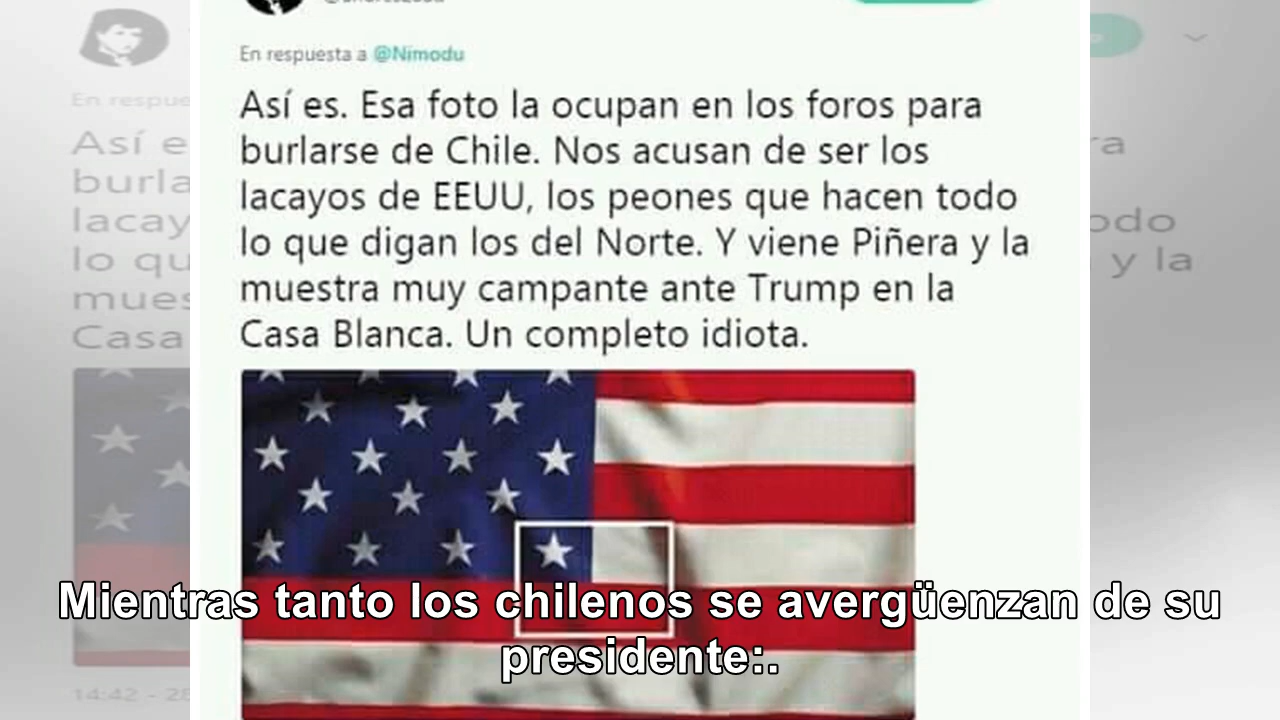 En respuesta a @Nimodu
Así es. Esa foto la ocupan en los foros para
burlarse de Chile. Nos acusan de ser los
lacayos de EEUU, los peones que hacen todo
lo que digan los del Norte. Y viene Piñera y la
muestra muy campante ante Trump en la
Casa Blanca. Un completo idiota.
Mientras tanto los chilenos se avergüenzan de su
presidente:.